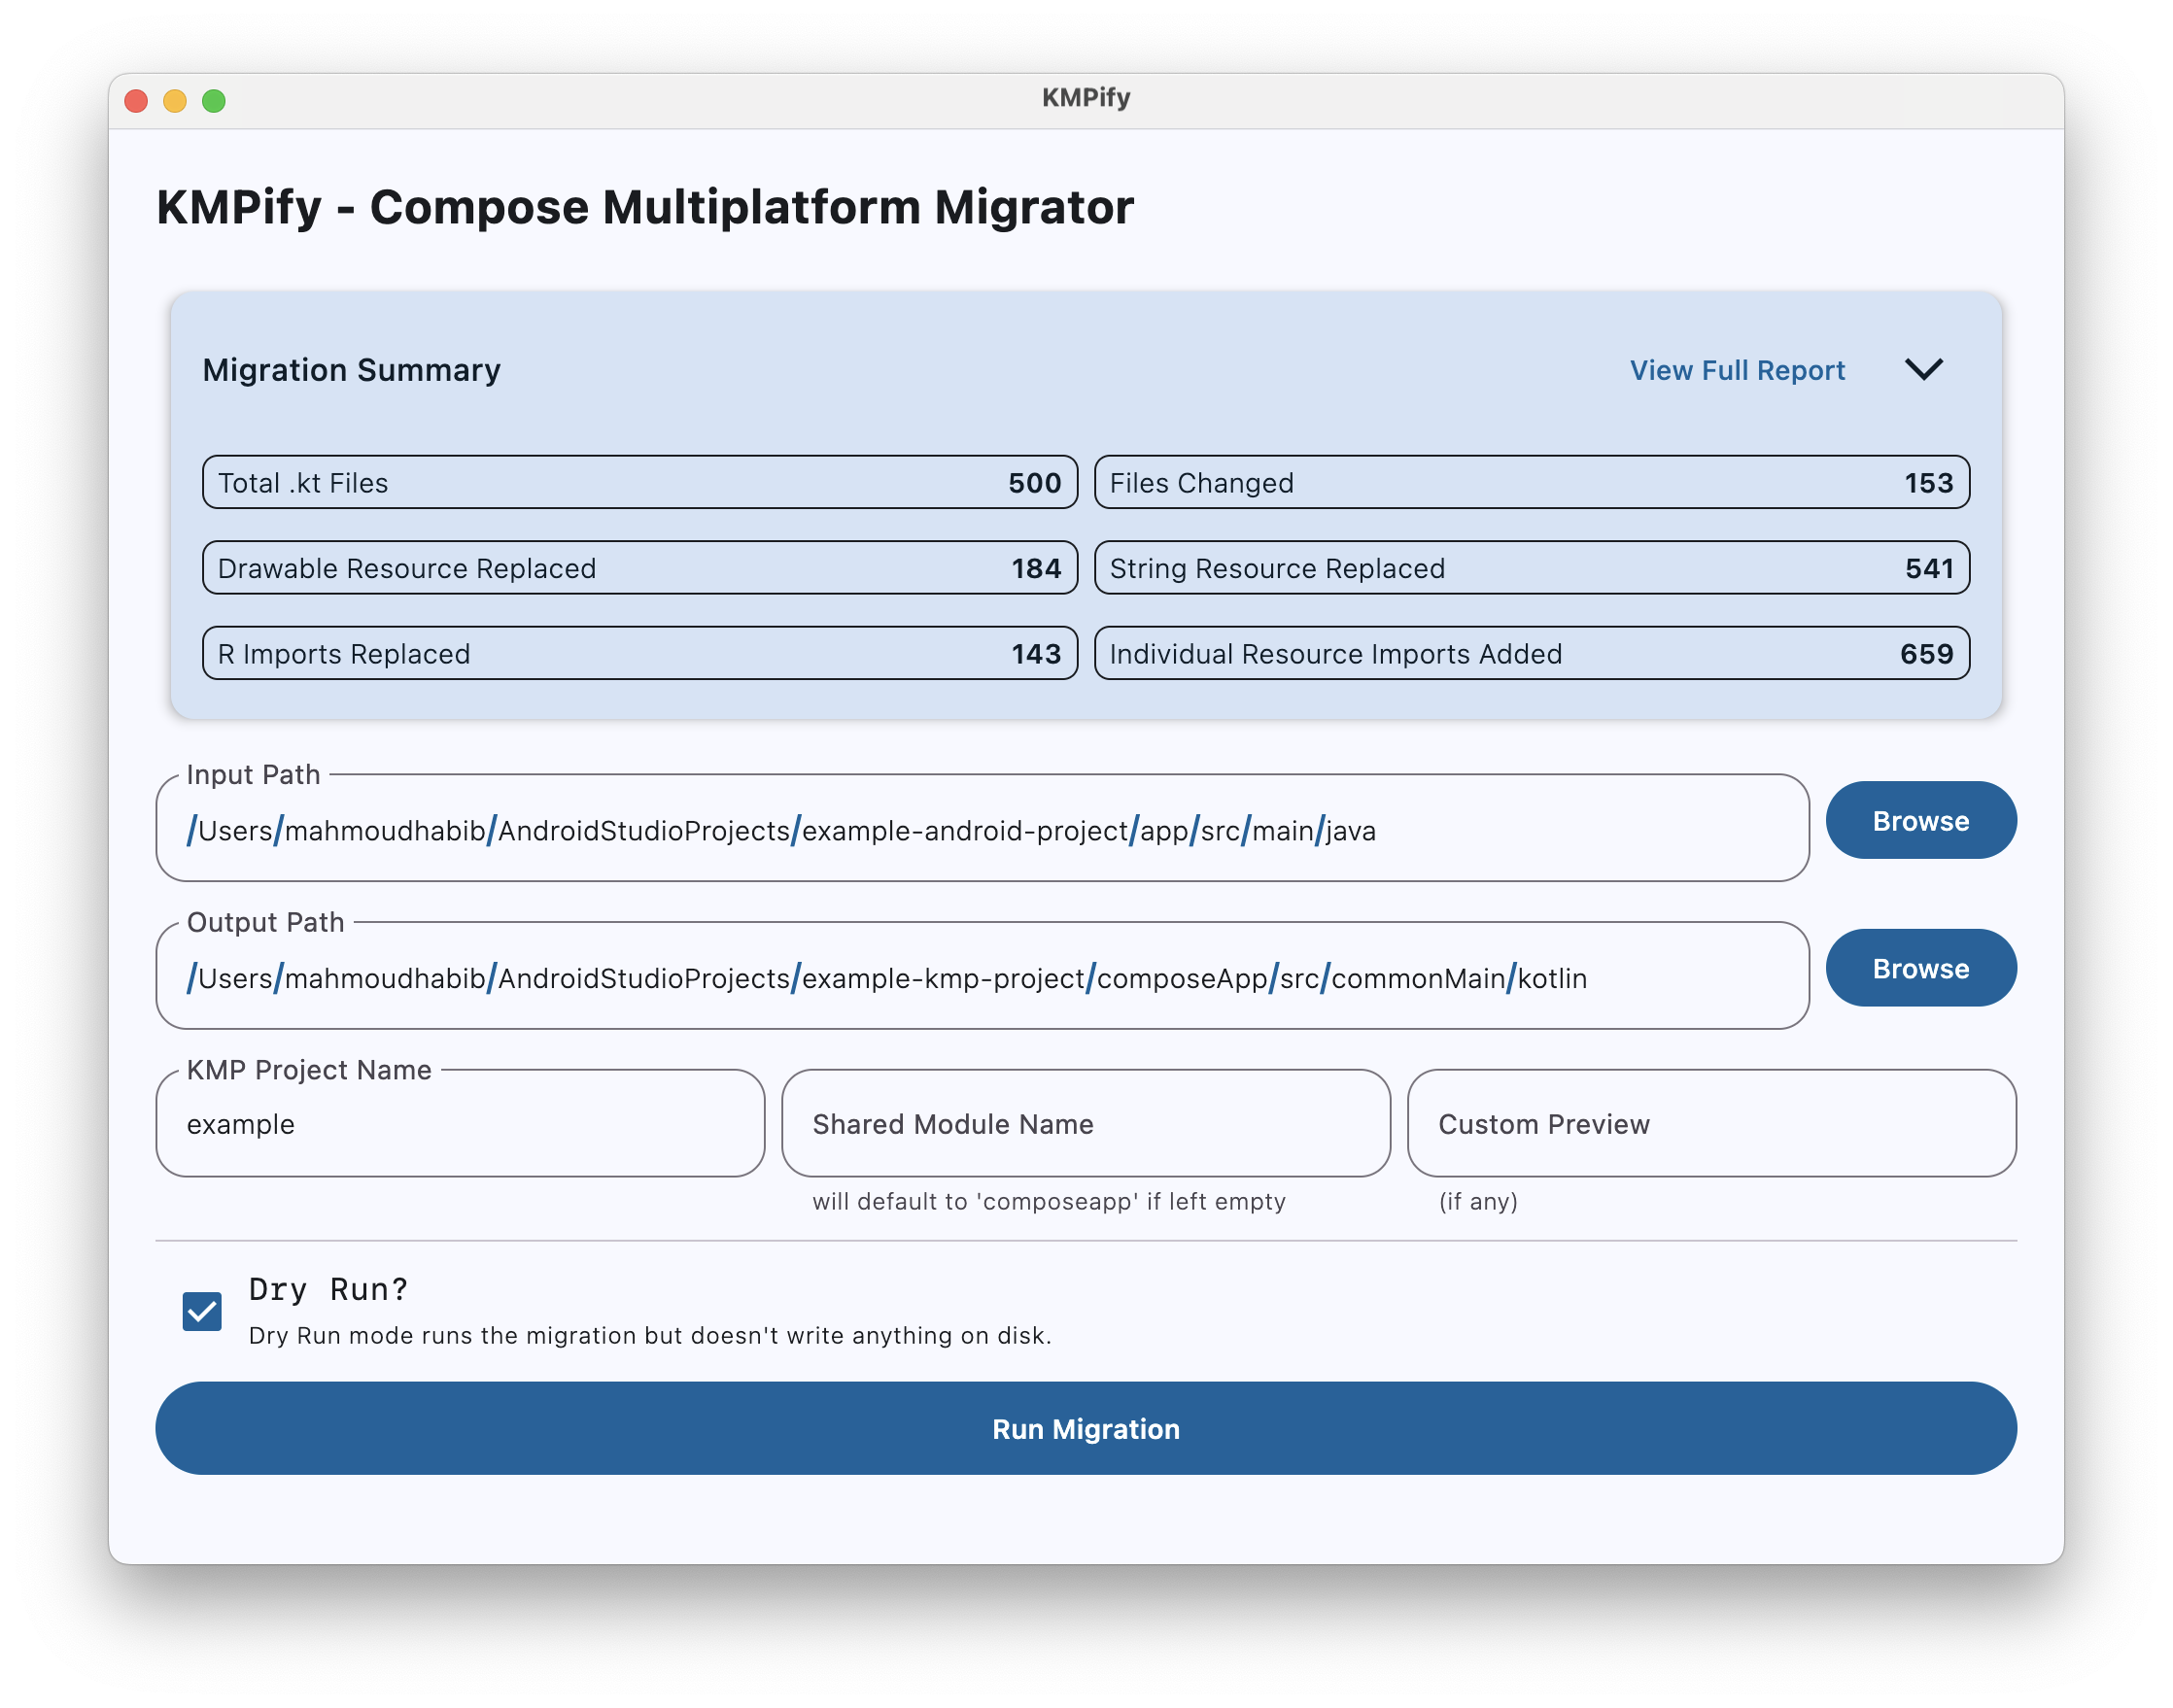 KMPify
KMPify - Compose Multiplatform Migrator
Migration Summary
View Full Report
Total .kt Files 500
Files Changed 153
Drawable Resource Replaced 184
String Resource Replaced 541
R Imports Replaced 143
Individual Resource Imports Added 659
Input Path
/Users/mahmoudhabib/AndroidStudioProjects/example-android-project/app/src/main/java
Browse
Output Path
/Users/mahmoudhabib/AndroidStudioProjects/example-kmp-project/composeApp/src/commonMain/kotlin
Browse
KMP Project Name
example
Shared Module Name
will default to 'composeapp' if left empty
Custom Preview
(if any)
Dry Run?
Dry Run mode runs the migration but doesn't write anything on disk.
Run Migration